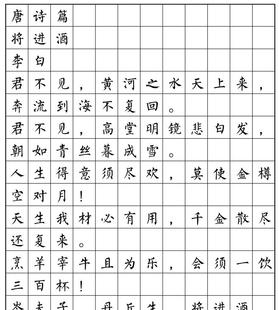 唐诗篇
将进酒
李白
君不见，黄河之水天上来，
奔流到海不复回。
君不见，高堂明镜悲白发，
朝如青丝暮成雪。
人生得意须尽欢，莫使金樽
空对月！
天生我材必有用，千金散尽
还复来。
烹羊宰牛且为乐，会须一饮
三百杯！
岑夫子，丹丘生，将进酒，